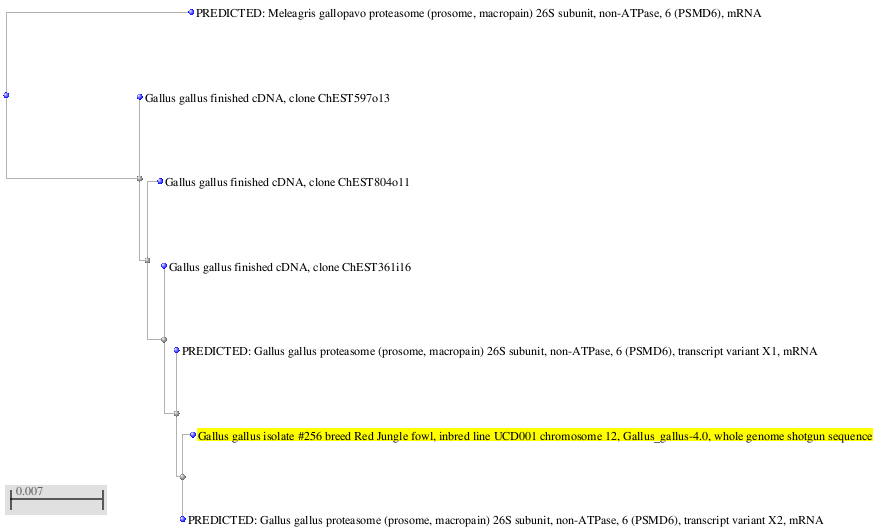 PREDICTED: Meleagris gallopavo proteasome (prosome, macropain) 26S subunit, non-ATPase, 6 (PSMD6), mRNA
Gallus gallus finished cDNA, clone ChEST597o13
Gallus gallus finished cDNA, clone ChEST804o11
Gallus gallus finished cDNA, clone ChEST361i16
PREDICTED: Gallus gallus proteasome (prosome, macropain) 26S subunit, non-ATPase, 6 (PSMD6), transcript variant X1, mRNA
Gallus gallus isolate #256 breed Red Jungle fowl, inbred line UCD001 chromosome 12, Gallus_gallus-4.0, whole genome shotgun sequence
0.007
PREDICTED: Gallus gallus proteasome (prosome, macropain) 26S subunit, non-ATPase, 6 (PSMD6), transcript variant X2, mRNA